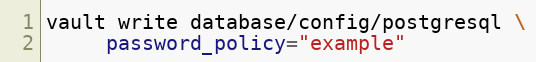 1 vault write database/config/postgresql \
2      password_policy="example"